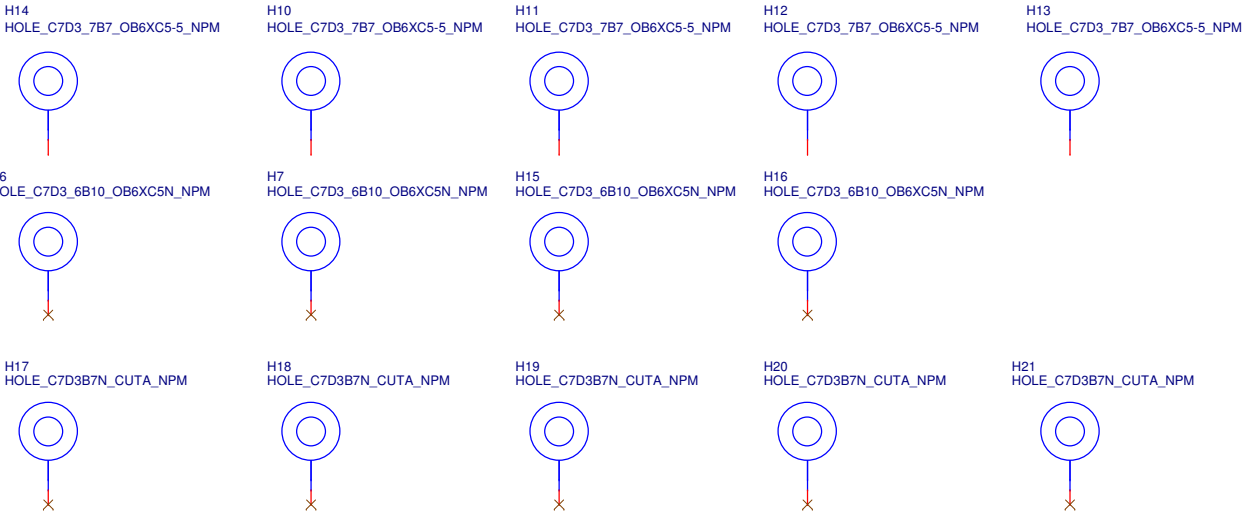 H14
HOLE_C7D3_7B7_OB6XC5-5_NPM
H10
HOLE_C7D3_7B7_OB6XC5-5_NPM
H11
HOLE_C7D3_7B7_OB6XC5-5_NPM
H12
HOLE_C7D3_7B7_OB6XC5-5_NPM
H13
HOLE_C7D3_7B7_OB6XC5-5_NPM
6
OLE_C7D3_6B10_OB6XC5N_NPM
H7
HOLE_C7D3_6B10_OB6XC5N_NPM
H15
HOLE_C7D3_6B10_OB6XC5N_NPM
H16
HOLE_C7D3_6B10_OB6XC5N_NPM
H17
HOLE_C7D3B7N_CUTA_NPM
H18
HOLE_C7D3B7N_CUTA_NPM
H19
HOLE_C7D3B7N_CUTA_NPM
H20
HOLE_C7D3B7N_CUTA_NPM
H21
HOLE_C7D3B7N_CUTA_NPM